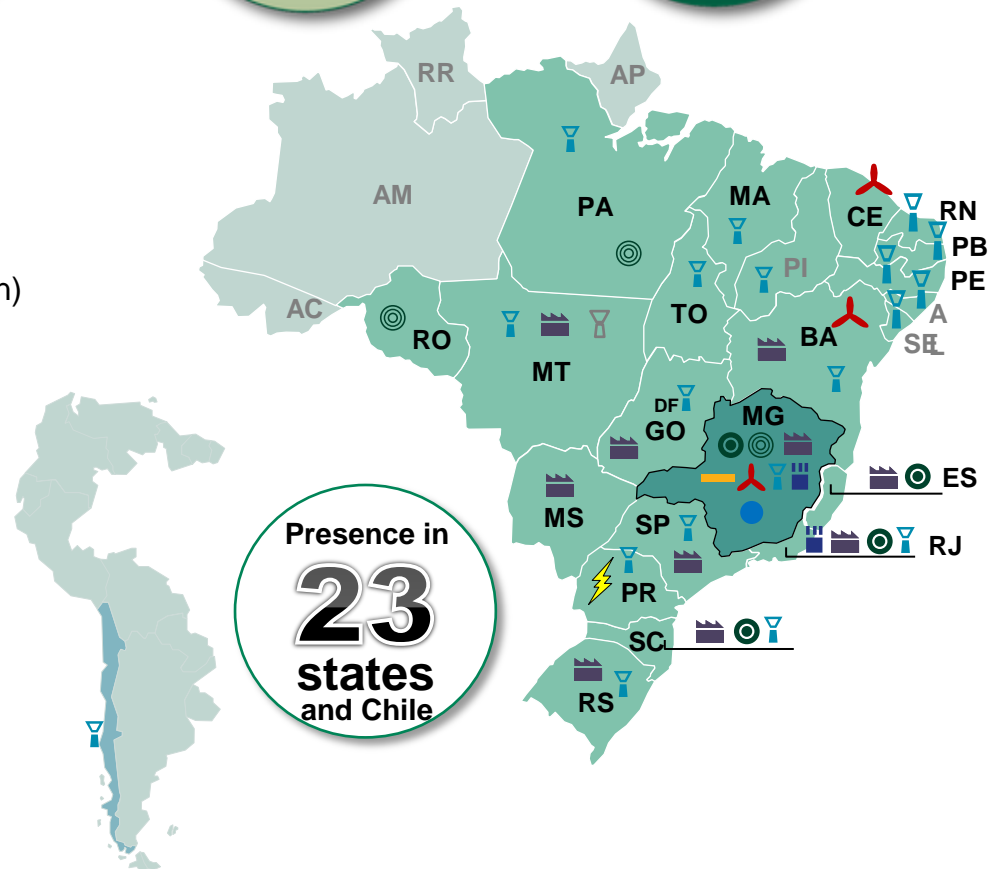 RR
AP
AM
PA
MA
CE
RN
PB
PE
PI
AL
SE
AC
RO
n)
MT
TO
BA
DF
GO
MG
ES
MS
SP
RJ
PR
SC
RS
Presence in
23
states
and Chile